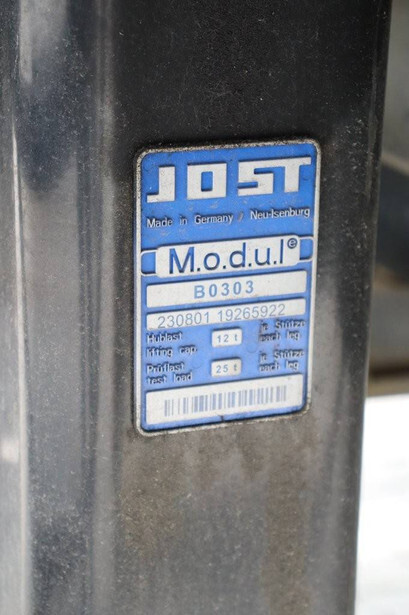 JOST
Made in Germany / Neu-Isenburg
M.o.d.u.l®
B0303
230801 19265922
Hublast 12 t je Stütze
lifting cap. each leg
Prüflast 25 t je Stütze
test load each leg